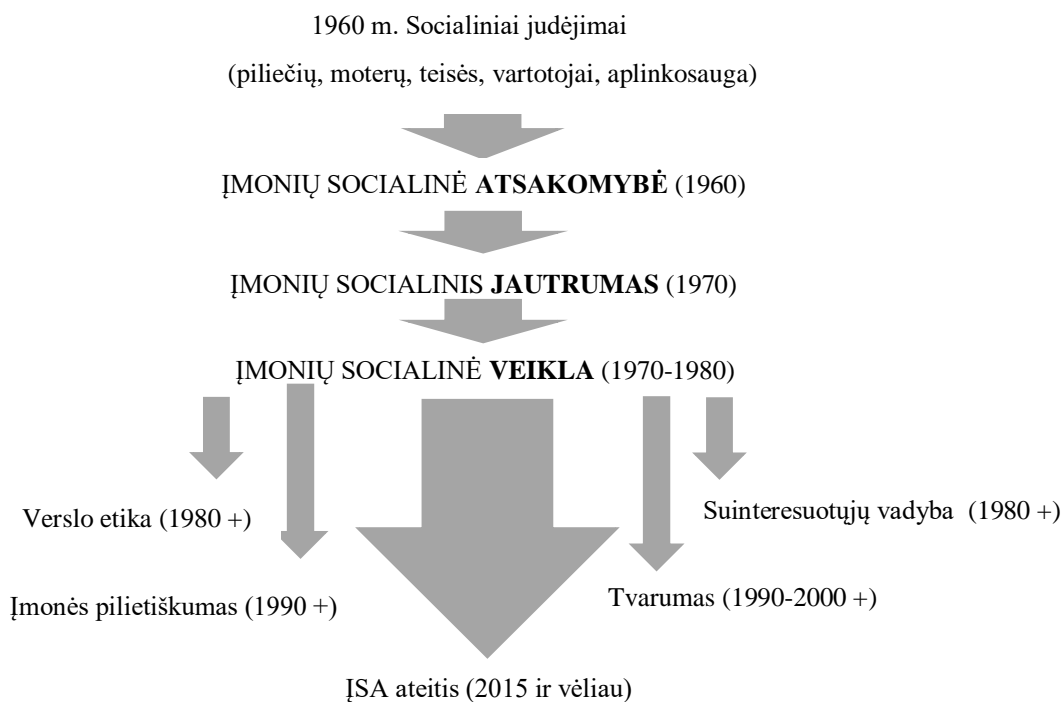 1960 m. Socialiniai judėjimai
(piliečių, moterų, teisės, vartotojai, aplinkosauga)
ĮMONIŲ SOCIALINĖ ATSAKOMYBĖ (1960)
ĮMONIŲ SOCIALINIS JAUTRUMAS (1970)
ĮMONIŲ SOCIALINĖ VEIKLA (1970-1980)
Verslo etika (1980 +)
Suinteresuotųjų vadyba (1980 +)
Įmonės pilietiškumas (1990 +)
Tvarumas (1990-2000 +)
ĮSA ateitis (2015 ir vėliau)